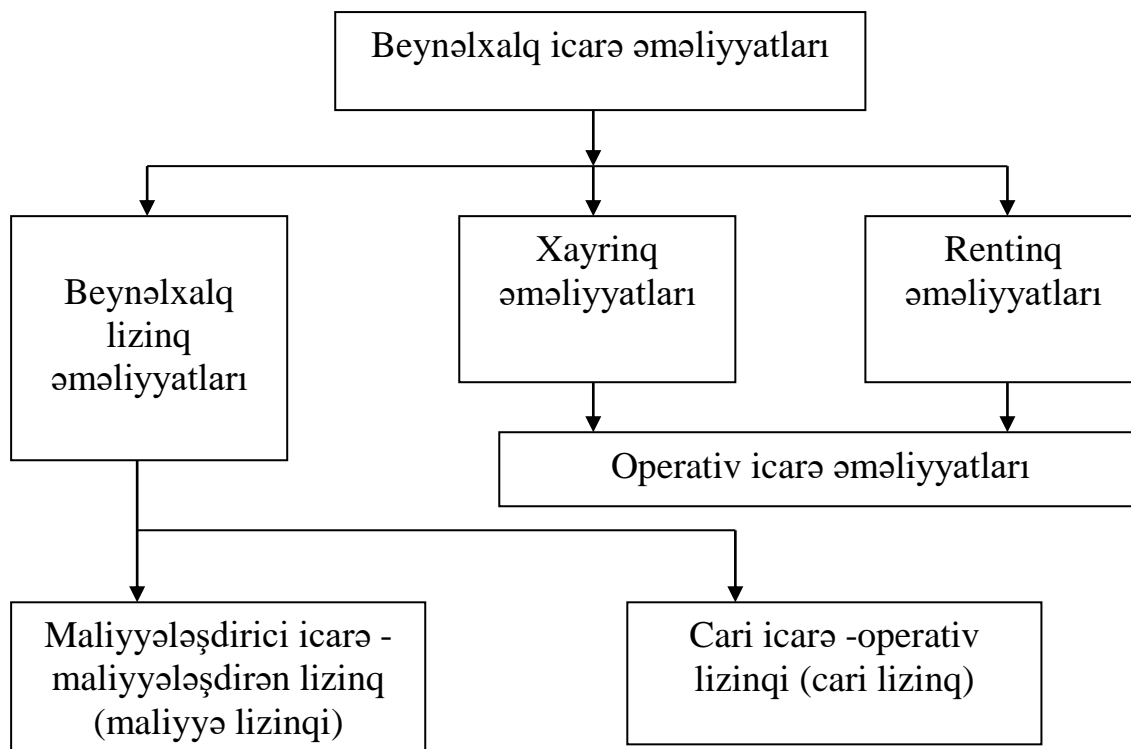 Beynəlxalq icarə əməliyyatları
Beynəlxalq
lizinq
əməliyyatları
Xayrinq
əməliyyatları
Rentinq
əməliyyatları
Operativ icarə əməliyyatları
Maliyyələşdirici icarə -
maliyyələşdirən lizinq
(maliyyə lizinqi)
Cari icarə -operativ
lizinqi (cari lizinq)